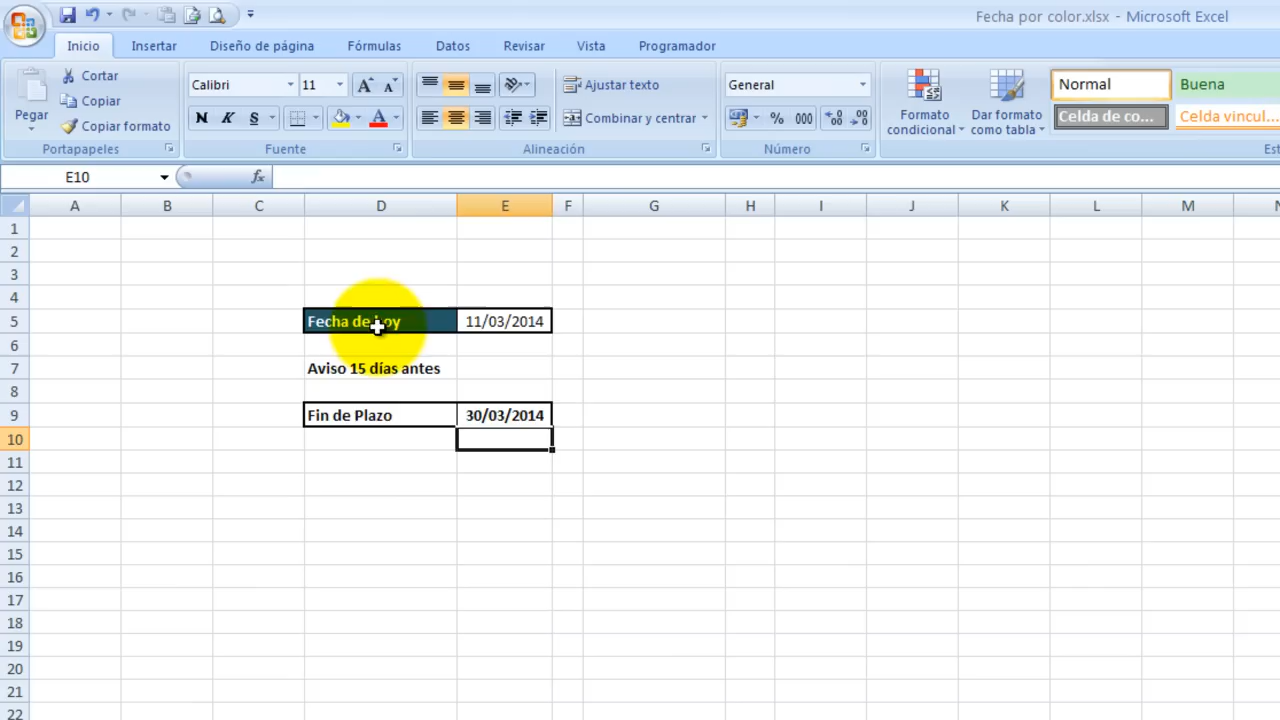 Fecha por color.xlsx - Microsoft Excel
Inicio Insertar Diseño de página Fórmulas Datos Revisar Vista Programador
Pegar
Cortar
Copiar
Copiar formato
Portapapeles
Calibri 11
N K S
Fuente
Ajustar texto
Combinar y centrar
Alineación
General
% 000
Número
Formato condicional
Dar formato como tabla
Normal Buena
Celda de co... Celda vincul...
Est
E10 fx
A B C D E F G H I J K L M N
1
2
3
4
5 Fecha de hoy 11/03/2014
6
7 Aviso 15 días antes
8
9 Fin de Plazo 30/03/2014
10
11
12
13
14
15
16
17
18
19
20
21
22